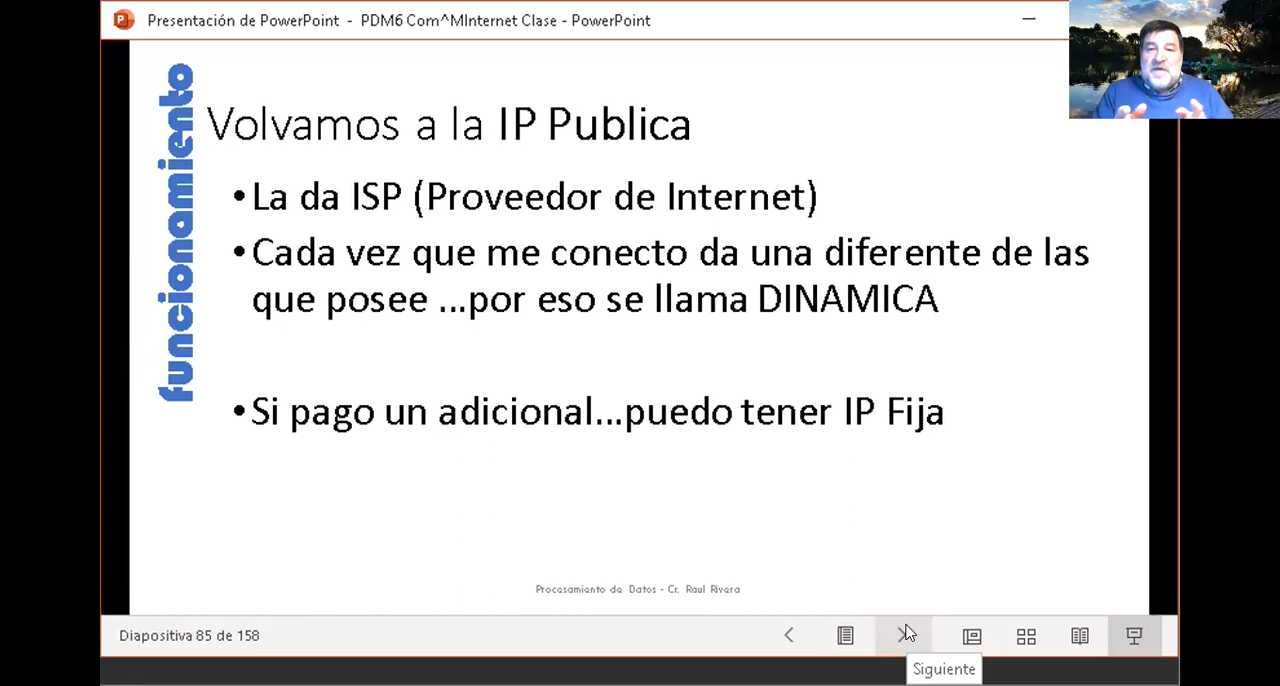 Presentación de PowerPoint - PDM6 Com^MInternet Clase - PowerPoint
funcionamiento
Volvamos a la IP Publica
•La da ISP (Proveedor de Internet)
•Cada vez que me conecto da una diferente de las
que posee ...por eso se llama DINAMICA
•Si pago un adicional...puedo tener IP Fija
Procesamiento de Datos - Cr. Raul Rivera
Diapositiva 85 de 158
Siguiente